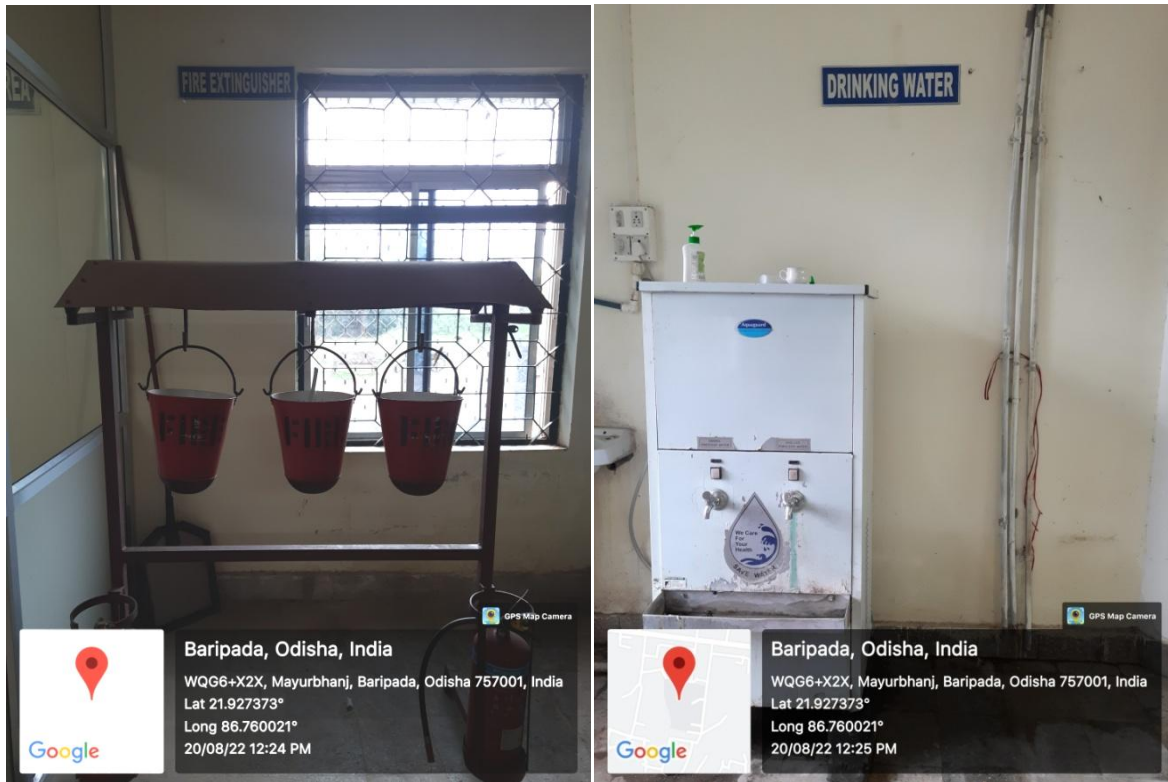 REA
FIRE EXTINGUISHER
FIRE
FIRE
FIRE
GPS Map Camera
Baripada, Odisha, India
WQG6+X2X, Mayurbhanj, Baripada, Odisha 757001, India
Lat 21.927373°
Long 86.760021°
20/08/22 12:24 PM
Google
DRINKING WATER
Aquaguard
We Care
For
Your
Health
SAVE WATER
GPS Map Camera
Baripada, Odisha, India
WQG6+X2X, Mayurbhanj, Baripada, Odisha 757001, India
Lat 21.927373°
Long 86.760021°
20/08/22 12:25 PM
Google